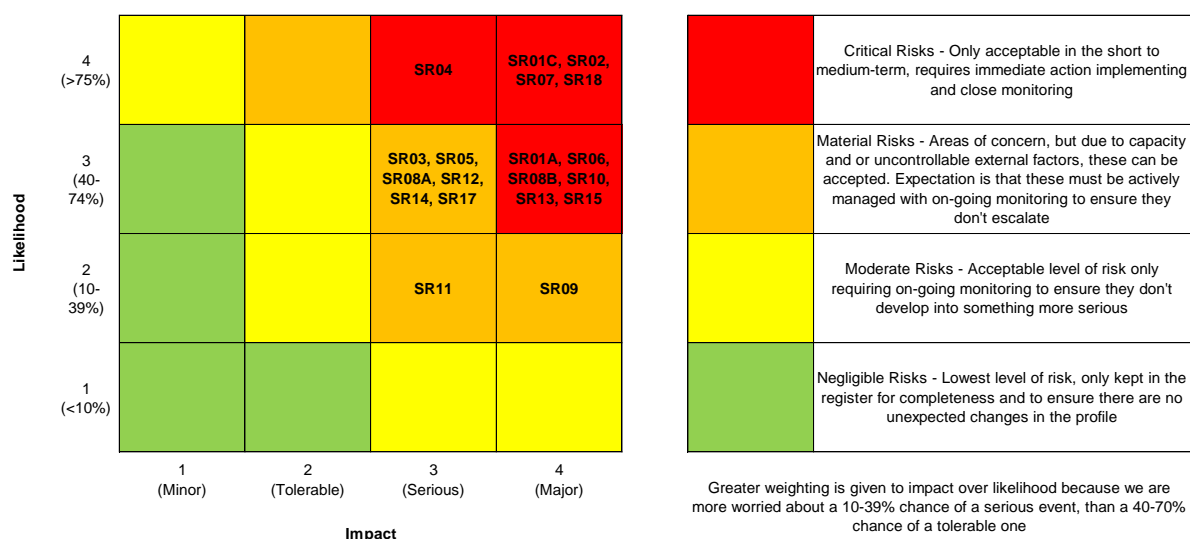 4
(>75%)
SR04
SR01C, SR02,
SR07, SR18
Critical Risks - Only acceptable in the short to
medium-term, requires immediate action implementing
and close monitoring
Likelihood
3
(40-
74%)
SR03, SR05,
SR08A, SR12,
SR14, SR17
SR01A, SR06,
SR08B, SR10,
SR13, SR15
Material Risks - Areas of concern, but due to capacity
and or uncontrollable external factors, these can be
accepted. Expectation is that these must be actively
managed with on-going monitoring to ensure they
don't escalate
2
(10-
39%)
SR11
SR09
Moderate Risks - Acceptable level of risk only
requiring on-going monitoring to ensure they don't
develop into something more serious
1
(<10%)
Negligible Risks - Lowest level of risk, only kept in the
register for completeness and to ensure there are no
unexpected changes in the profile
1
(Minor)
2
(Tolerable)
3
(Serious)
4
(Major)
Impact
Greater weighting is given to impact over likelihood because we are
more worried about a 10-39% chance of a serious event, than a 40-70%
chance of a tolerable one